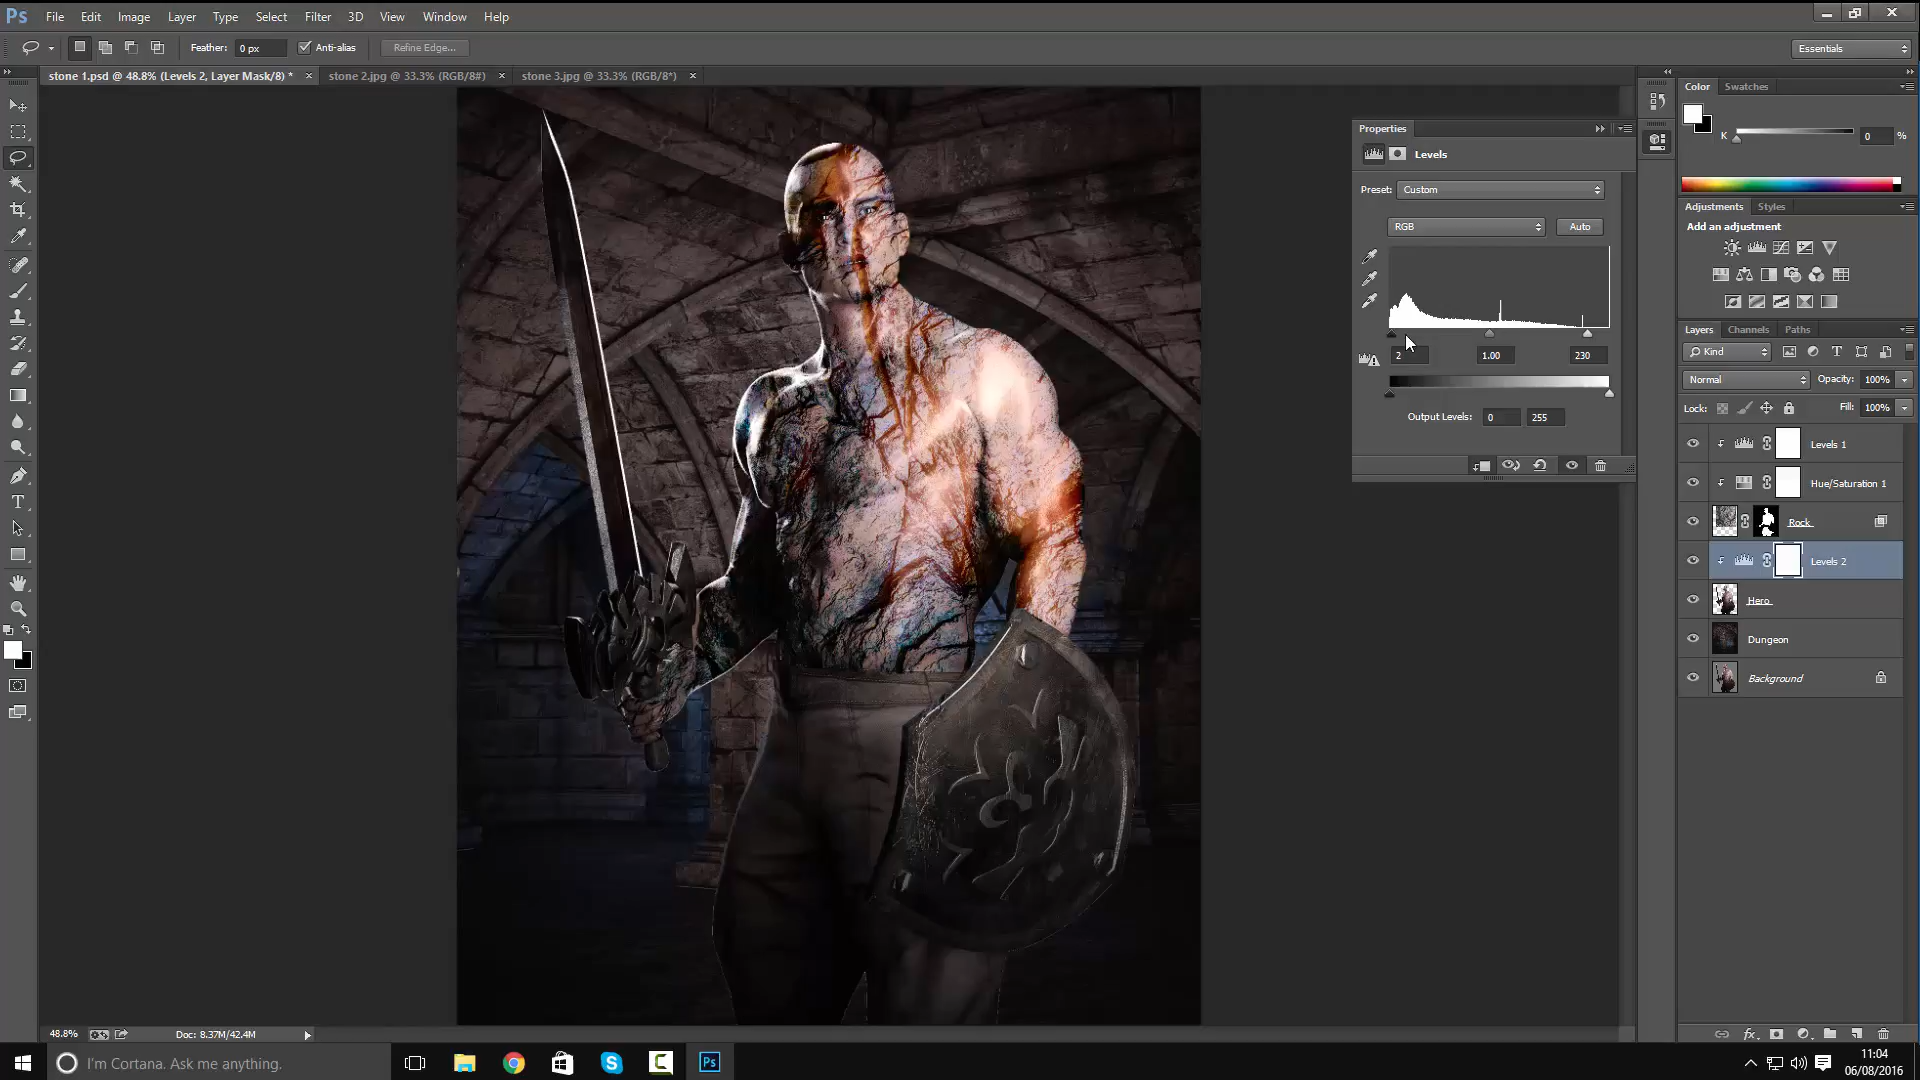 Ps File Edit Image Layer Type Select Filter 3D View Window Help
Feather: 0 px Anti-alias Refine Edge... Essentials
stone 1.psd @ 48.8% (Levels 2, Layer Mask/8) * stone 2.jpg @ 33.3% (RGB/8#) stone 3.jpg @ 33.3% (RGB/8*)
Color Swatches
K 0 %
Properties
Levels
Preset: Custom
RGB Auto
2 1.00 230
Output Levels: 0 255
Adjustments Styles
Add an adjustment
Layers Channels Paths
Kind
Normal Opacity: 100%
Lock: Fill: 100%
Levels 1
Hue/Saturation 1
Rock
Levels 2
Hero
Dungeon
Background
48.8% Doc: 8.37M/42.4M
I'm Cortana. Ask me anything.
11:04
06/08/2016